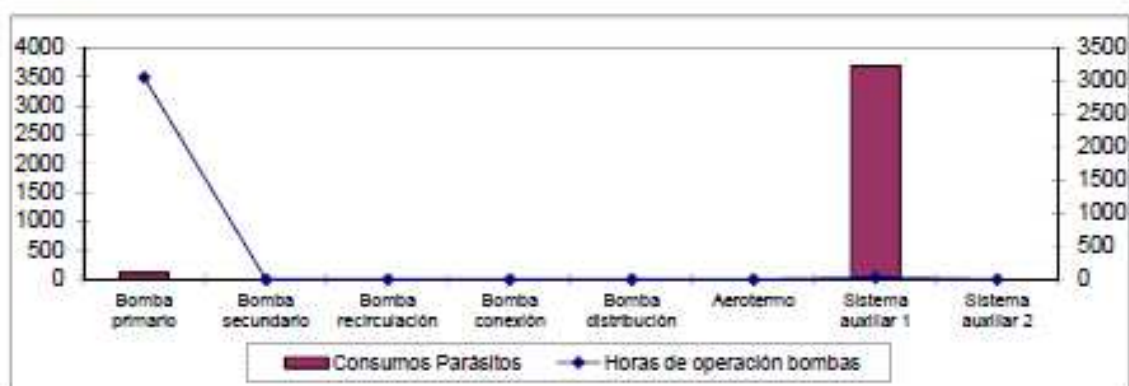 4000 3500
3500 3000
3000 2500
2500 2000
2000 1500
1500 1000
1000 500
500 0
0
Bomba primario
Bomba secundario
Bomba recirculación
Bomba conexión
Bomba distribución
Aerotermo
Sistema auxiliar 1
Sistema auxiliar 2
Consumos Parásitos
Horas de operación bombas